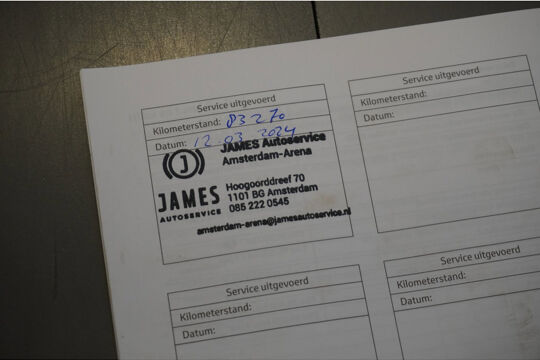 Service uitgevoerd
Kilometerstand: 83270
Datum: 12.03.2024
J
JAMES
AUTOSERVICE
JAMES Autoservice
Amsterdam-Arena
Hoogoorddreef 70
1101 BG Amsterdam
085 222 0545
amsterdam-arena@jamesautoservice.nl
Service uitgevoerd
Kilometerstand:
Datum:
Service uitgevoerd
Kilometerstand:
Datum:
Service uitgevoerd
Kilometerstand:
Datum: